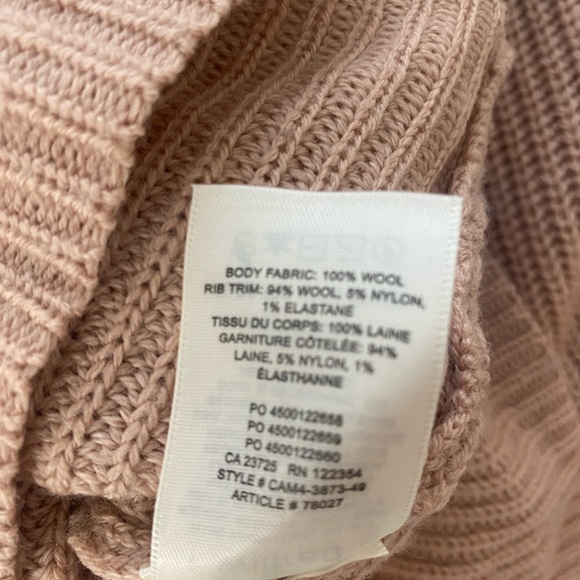 BODY FABRIC: 100% WOOL
RIB TRIM: 94% WOOL, 5% NYLON,
1% ELASTANE
TISSU DU CORPS: 100% LAINIE
GARNITURE CÔTELÉE: 94%
LAINE, 5% NYLON, 1%
ÉLASTHANNE
PO 4500122658
PO 4500122659
PO 4500122660
CA 23725 RN 122354
STYLE # CAM4-3873-49
ARTICLE # 78027